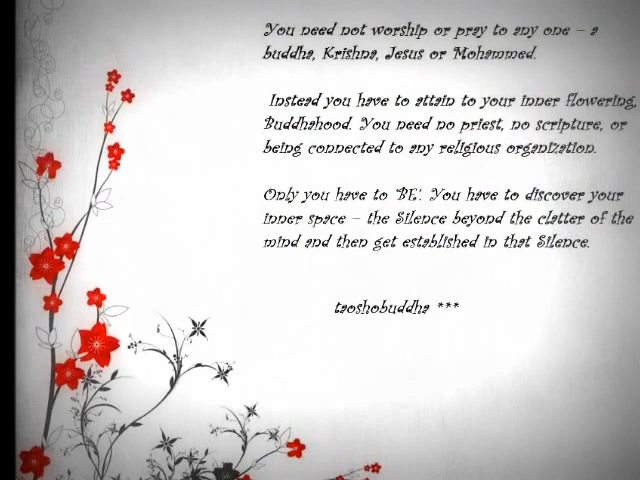 You need not worship or pray to any one – a
buddha, Krishna, Jesus or Mohammed.
Instead you have to attain to your inner flowering,
Buddhahood. You need no priest, no scripture, or
being connected to any religious organization.
Only you have to 'BE'. You have to discover your
inner space – the Silence beyond the clatter of the
mind and then get established in that Silence.
taoshobuddha ***